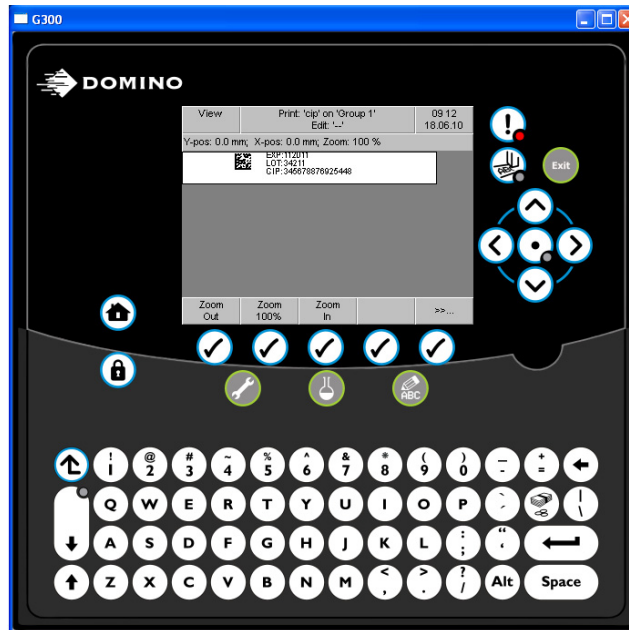 G300
DOMINO
View
Print: 'cip' on 'Group 1'
Edit: '--'
09 12
18.06.10
Y-pos: 0.0 mm; X-pos: 0.0 mm; Zoom: 100 %
EXP:112011
LOT:34211
CIP:345678876925448
Exit
Zoom Out
Zoom 100%
Zoom In
>>...
ABC
! 1 @ 2 # 3 ~ 4 % 5 ^ 6 & 7 * 8 ( 9 ) 0 _ - + =
Q W E R T Y U I O P | \
A S D F G H J K L : ; “ ‘
Z X C V B N M < , > . ? / Alt Space